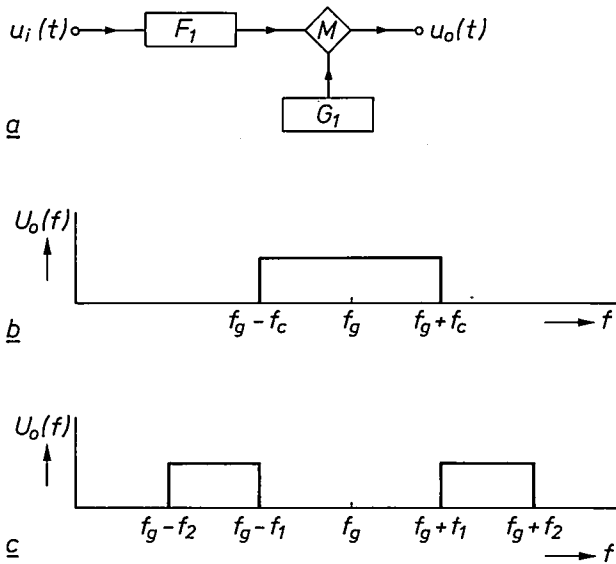 u_i(t) F_1 M u_o(t)
G_1
a
U_o(f)
f_g – f_c f_g f_g + f_c f
b
U_o(f)
f_g – f_2 f_g – f_1 f_g f_g + f_1 f_g + f_2
c f